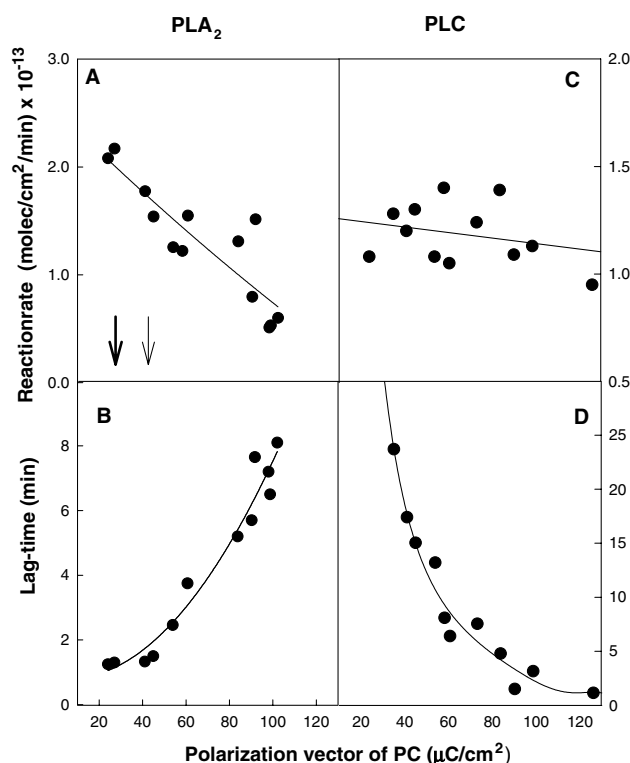 PLA2 PLC
3.0 2.0
A C
2.0 1.5
1.0 1.0
0.0 0.5
Reactionrate (molec/cm²/min) x 10⁻¹³
B D
8 25
20
6
15
4
10
2 5
0 0
Lag-time (min)
20 40 60 80 100 120 20 40 60 80 100 120
Polarization vector of PC (μC/cm²)